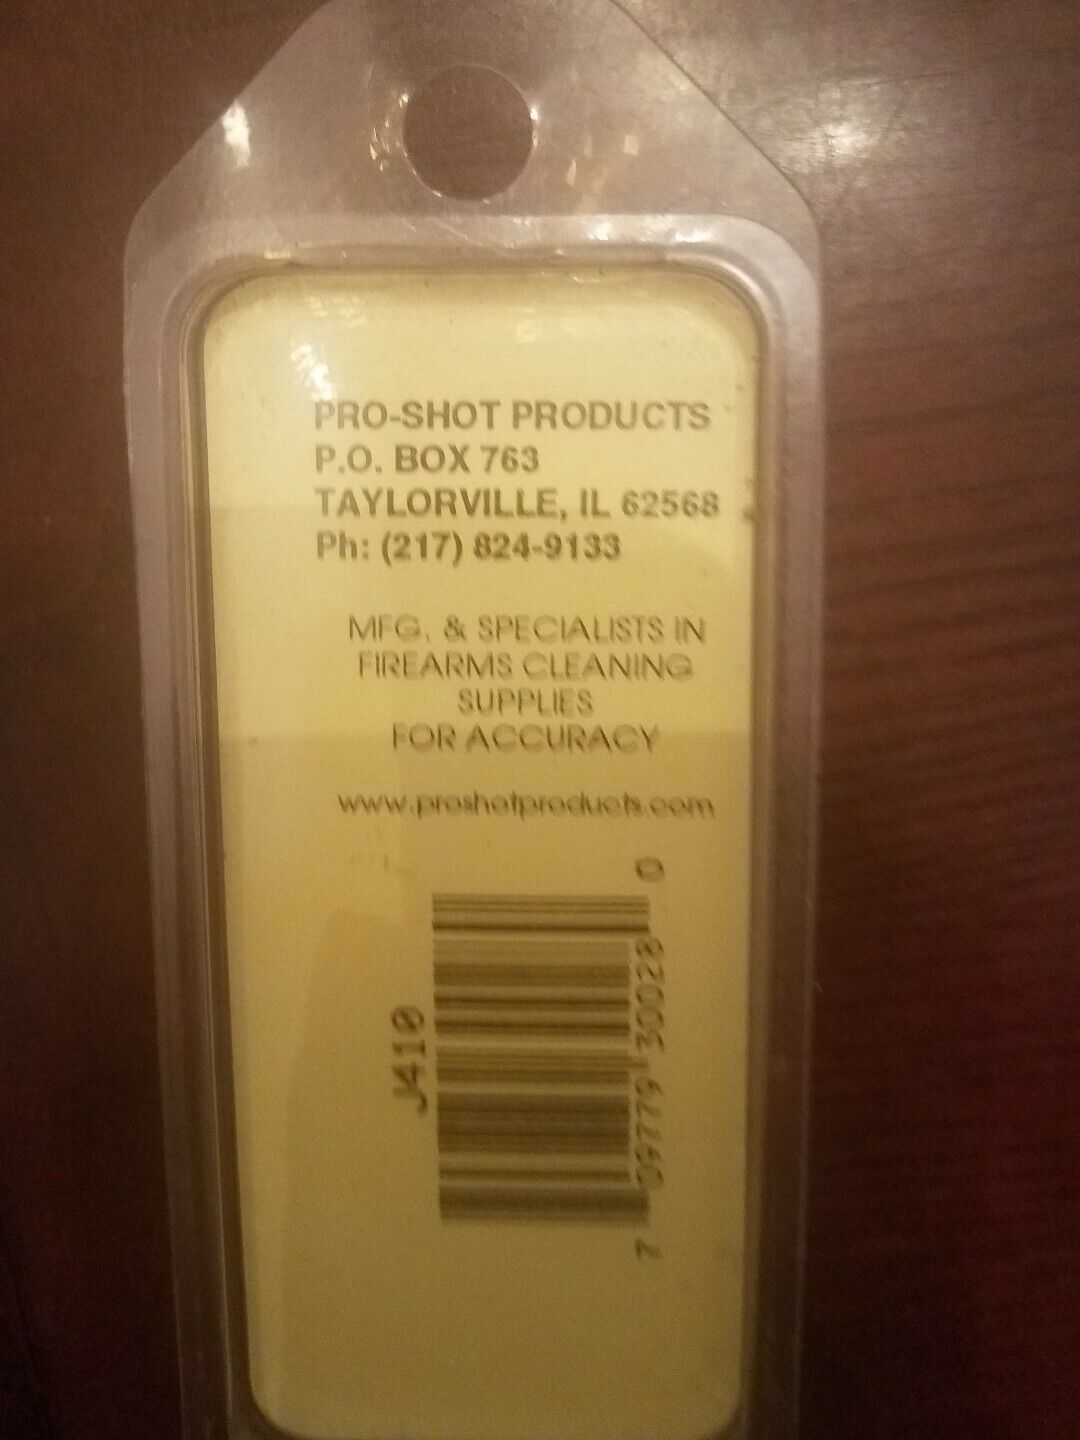 PRO-SHOT PRODUCTS
P.O. BOX 763
TAYLORVILLE, IL 62568
Ph: (217) 824-9133
MFG. & SPECIALISTS IN
FIREARMS CLEANING
SUPPLIES
FOR ACCURACY
www.proshotproducts.com
J410
7 09779 30028 0